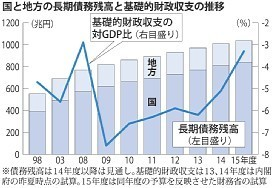 国と地方の長期債務残高と基礎的財政収支の推移
(兆円)
基礎的財政収支の
対GDP比(右目盛り)
(%)
1200
1000
800
600
400
200
0
-2
-3
-4
-5
-6
-7
-8
地方
国
長期債務残高
(左目盛り)
98 03 08 09 10 11 12 13 14 15年度
※債務残高は14年度以降は見通し。基礎的財政収支は13、14年度は内閣
府の昨夏時点の試算。15年度は同年度の予算を反映させた財務省の試算